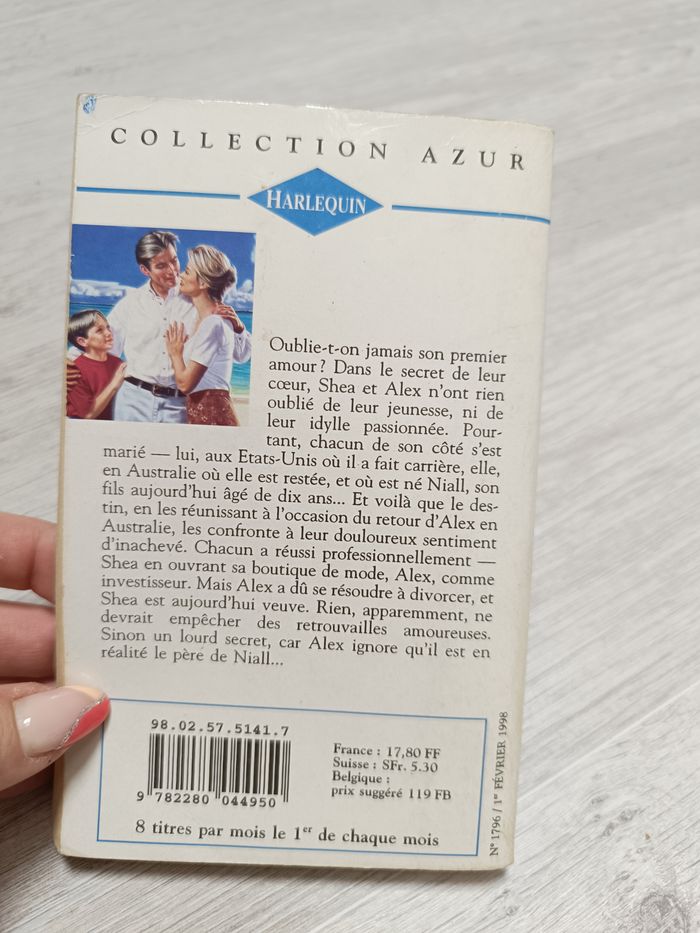 COLLECTION AZUR
HARLEQUIN
Oublie-t-on jamais son premier
amour ? Dans le secret de leur
cœur, Shea et Alex n'ont rien
oublié de leur jeunesse, ni de
leur idylle passionnée. Pour-
tant, chacun de son côté s'est
marié — lui, aux Etats-Unis où il a fait carrière, elle,
en Australie où elle est restée, et où est né Niall, son
fils aujourd'hui âgé de dix ans... Et voilà que le des-
tin, en les réunissant à l'occasion du retour d'Alex en
Australie, les confronte à leur douloureux sentiment
d'inachevé. Chacun a réussi professionnellement —
Shea en ouvrant sa boutique de mode, Alex, comme
investisseur. Mais Alex a dû se résoudre à divorcer, et
Shea est aujourd'hui veuve. Rien, apparemment, ne
devrait empêcher des retrouvailles amoureuses.
Sinon un lourd secret, car Alex ignore qu'il est en
réalité le père de Niall...
98.02.57.5141.7
9 782280 044950
France : 17,80 FF
Suisse : SFr. 5.30
Belgique :
prix suggéré 119 FB
8 titres par mois le 1er de chaque mois
N° 1796 / 1er FÉVRIER 1998